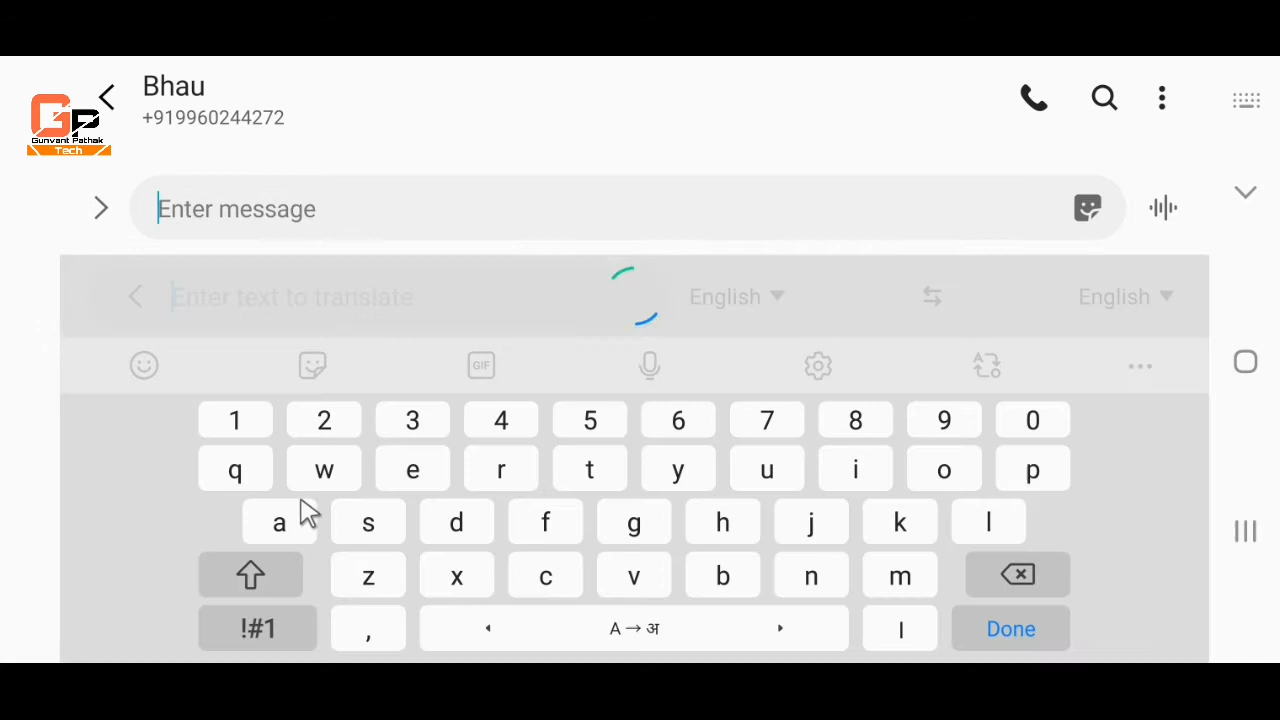 Bhau
+919960244272
GP
Gunvant Pathak
Tech
Enter message
Enter text to translate
English
English
GIF
1 2 3 4 5 6 7 8 9 0
q w e r t y u i o p
a s d f g h j k l
z x c v b n m
!#1 , A→अ । Done